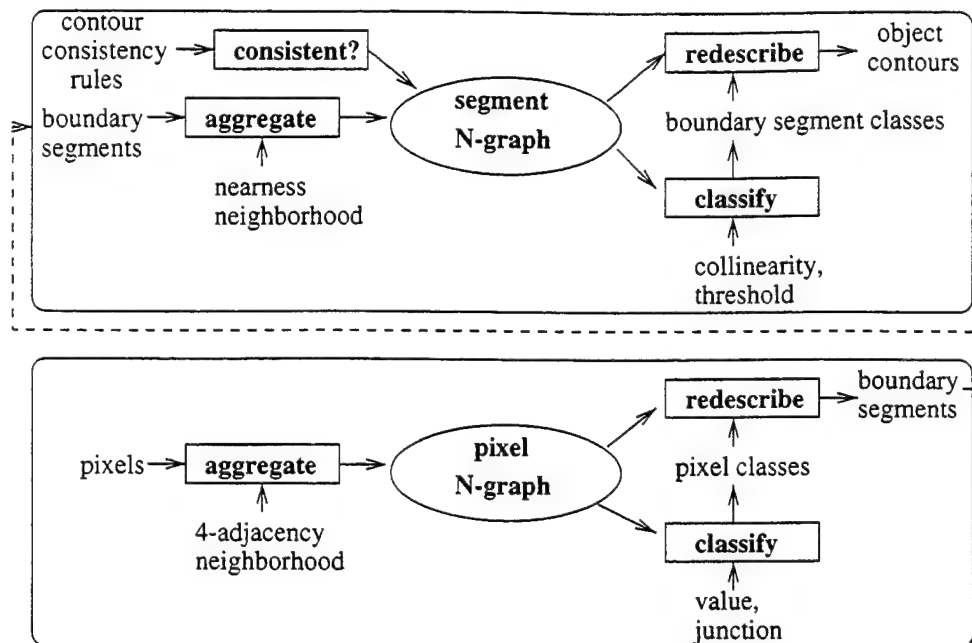 contour
consistency
rules
consistent?
boundary
segments
aggregate
nearness
neighborhood
segment
N-graph
redescribe
object
contours
boundary segment classes
classify
collinearity,
threshold
pixels
aggregate
4-adjacency
neighborhood
pixel
N-graph
redescribe
boundary
segments
pixel classes
classify
value,
junction